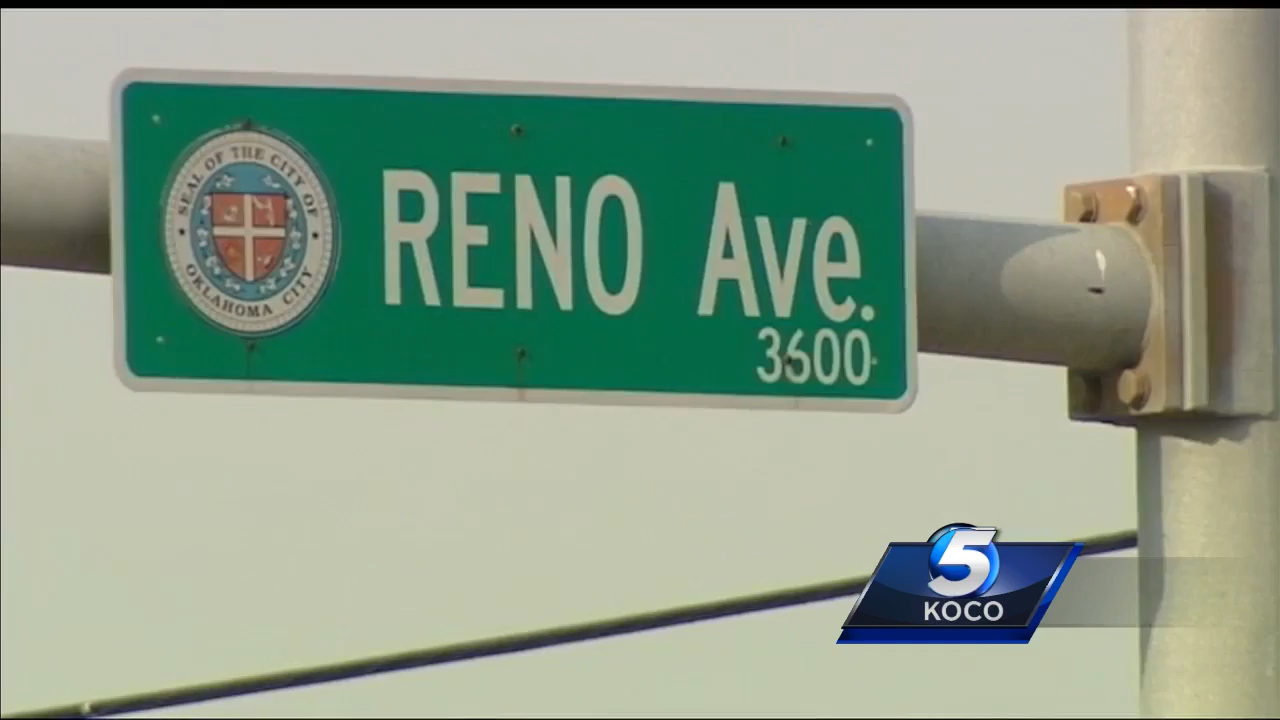 SEAL OF THE CITY OF
OKLAHOMA CITY
RENO Ave.
3600
5
KOCO